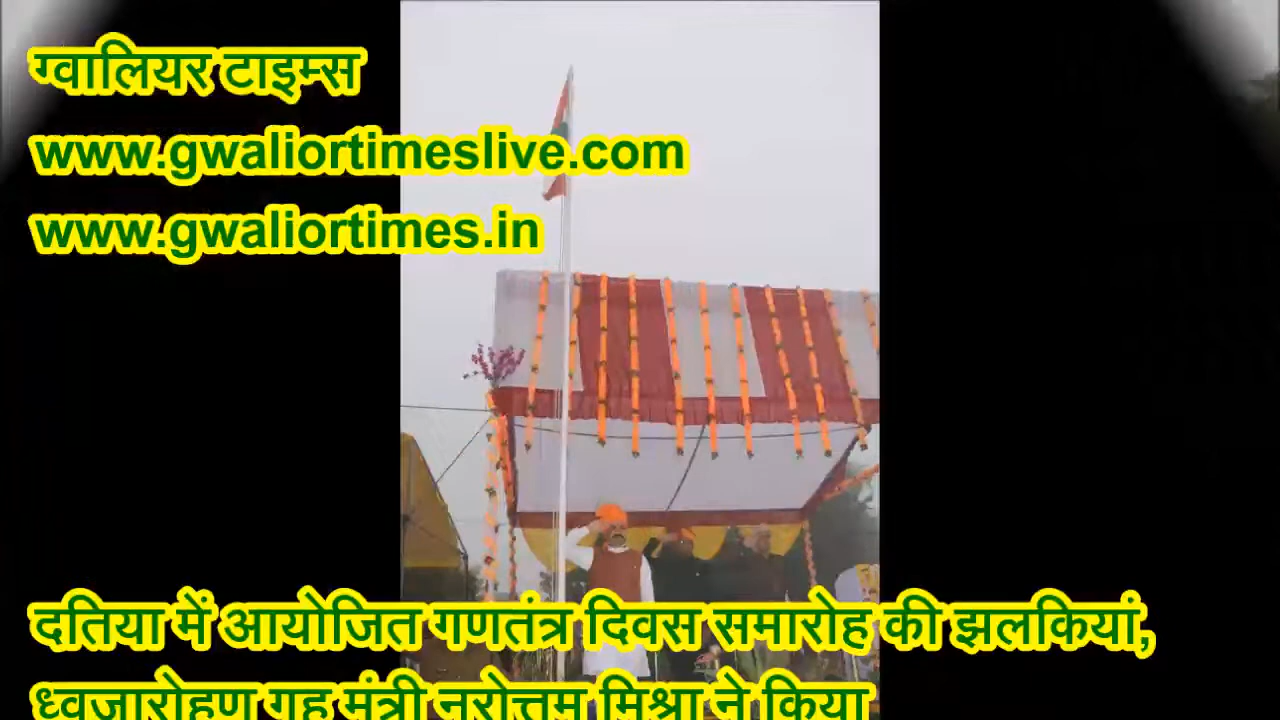 ग्वालियर टाइम्स
www.gwaliortimeslive.com
www.gwaliortimes.in
दतिया में आयोजित गणतंत्र दिवस समारोह की झलकियां,
ध्वजारोहण गृह मंत्री नरोत्तम मिश्रा ने किया